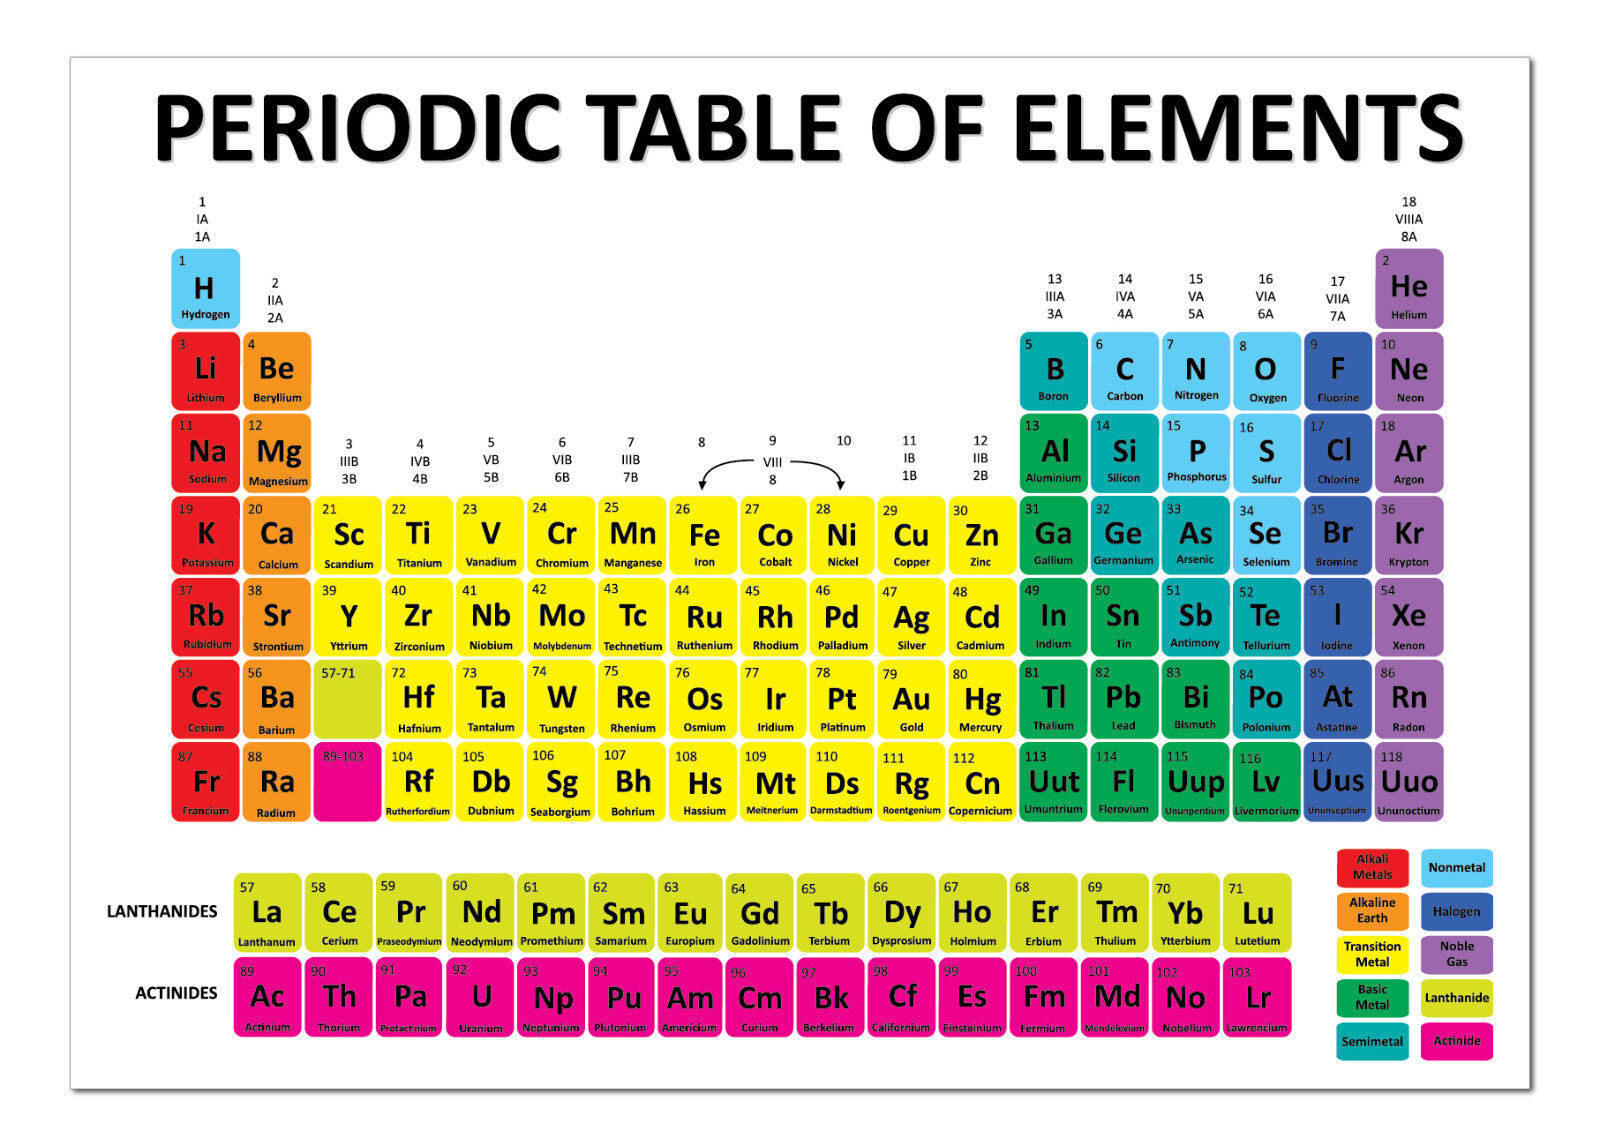 PERIODIC TABLE OF ELEMENTS
1
IA
1A
18
VIIIA
8A
1
H
Hydrogen
2
IIA
2A
13
IIIA
3A
14
IVA
4A
15
VA
5A
16
VIA
6A
17
VIIA
7A
2
He
Helium
3
Li
Lithium
4
Be
Beryllium
5
B
Boron
6
C
Carbon
7
N
Nitrogen
8
O
Oxygen
9
F
Fluorine
10
Ne
Neon
11
Na
Sodium
12
Mg
Magnesium
3
IIIB
3B
4
IVB
4B
5
VB
5B
6
VIB
6B
7
IIIB
7B
8
9
VIII
8
10
11
IB
1B
12
IIB
2B
13
Al
Aluminium
14
Si
Silicon
15
P
Phosphorus
16
S
Sulfur
17
Cl
Chlorine
18
Ar
Argon
19
K
Potassium
20
Ca
Calcium
21
Sc
Scandium
22
Ti
Titanium
23
V
Vanadium
24
Cr
Chromium
25
Mn
Manganese
26
Fe
Iron
27
Co
Cobalt
28
Ni
Nickel
29
Cu
Copper
30
Zn
Zinc
31
Ga
Gallium
32
Ge
Germanium
33
As
Arsenic
34
Se
Selenium
35
Br
Bromine
36
Kr
Krypton
37
Rb
Rubidium
38
Sr
Strontium
39
Y
Yttrium
40
Zr
Zirconium
41
Nb
Niobium
42
Mo
Molybdenum
43
Tc
Technetium
44
Ru
Ruthenium
45
Rh
Rhodium
46
Pd
Palladium
47
Ag
Silver
48
Cd
Cadmium
49
In
Indium
50
Sn
Tin
51
Sb
Antimony
52
Te
Tellurium
53
I
Iodine
54
Xe
Xenon
55
Cs
Cesium
56
Ba
Barium
57-71
72
Hf
Hafnium
73
Ta
Tantalum
74
W
Tungsten
75
Re
Rhenium
76
Os
Osmium
77
Ir
Iridium
78
Pt
Platinum
79
Au
Gold
80
Hg
Mercury
81
Tl
Thalium
82
Pb
Lead
83
Bi
Bismuth
84
Po
Polonium
85
At
Astatine
86
Rn
Radon
87
Fr
Francium
88
Ra
Radium
89-103
104
Rf
Rutherfordium
105
Db
Dubnium
106
Sg
Seaborgium
107
Bh
Bohrium
108
Hs
Hassium
109
Mt
Meitnerium
110
Ds
Darmstadtium
111
Rg
Roentgenium
112
Cn
Copernicium
113
Uut
Umuntrium
114
Fl
Flerovium
115
Uup
Ununpentium
116
Lv
Livermorium
117
Uus
Ununseptium
118
Uuo
Ununoctium
LANTHANIDES
57
La
Lanthanum
58
Ce
Cerium
59
Pr
Praseodymium
60
Nd
Neodymium
61
Pm
Promethium
62
Sm
Samarium
63
Eu
Europium
64
Gd
Gadolinium
65
Tb
Terbium
66
Dy
Dysprosium
67
Ho
Holmium
68
Er
Erbium
69
Tm
Thulium
70
Yb
Ytterbium
71
Lu
Lutetium
ACTINIDES
89
Ac
Actinium
90
Th
Thorium
91
Pa
Protactinium
92
U
Uranium
93
Np
Neptunium
94
Pu
Plutonium
95
Am
Americium
96
Cm
Curium
97
Bk
Berkelium
98
Cf
Californium
99
Es
Einsteinium
100
Fm
Fermium
101
Md
Mendelevium
102
No
Nobelium
103
Lr
Lawrencium
Alkali
Metals
Nonmetal
Alkaline
Earth
Halogen
Transition
Metal
Noble
Gas
Basic
Metal
Lanthanide
Semimetal
Actinide